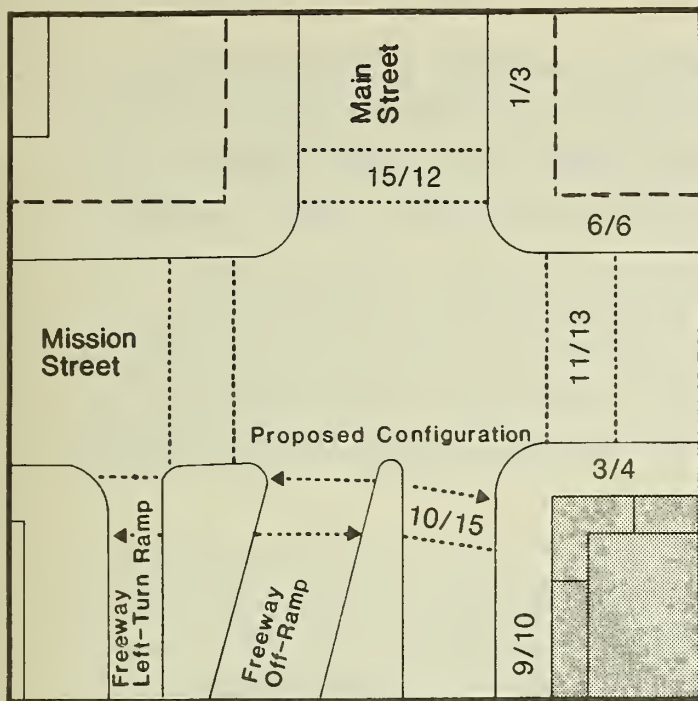 Main
Street
1/3
15/12
6/6
Mission
Street
11/13
Proposed Configuration
3/4
10/15
Freeway
Left-Turn Ramp
Freeway
Off-Ramp
9/10